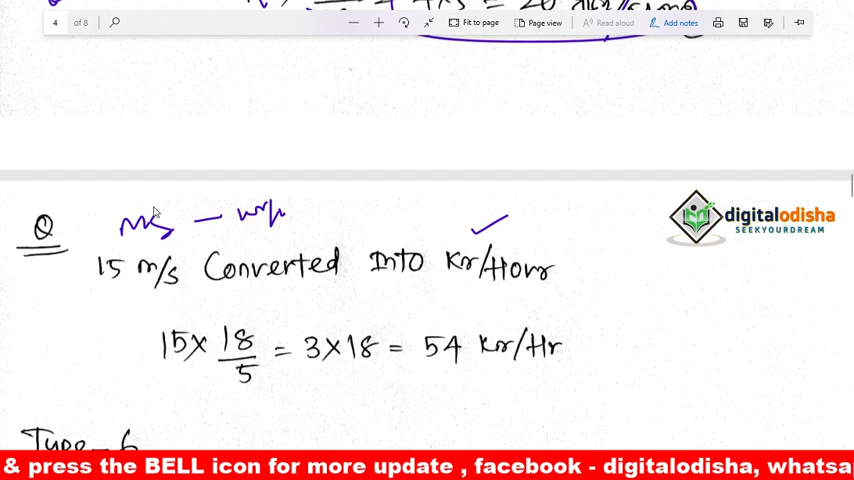 4 of 8 Fit to page Page view Read aloud Add notes
digitalodisha
SEEKYOURDREAM
Q
15 m/s Converted Into Km/Hour
15 × 18/5 = 3 × 18 = 54 Km/Hr
Type - 6
& press the BELL icon for more update , facebook - digitalodisha, whatsa